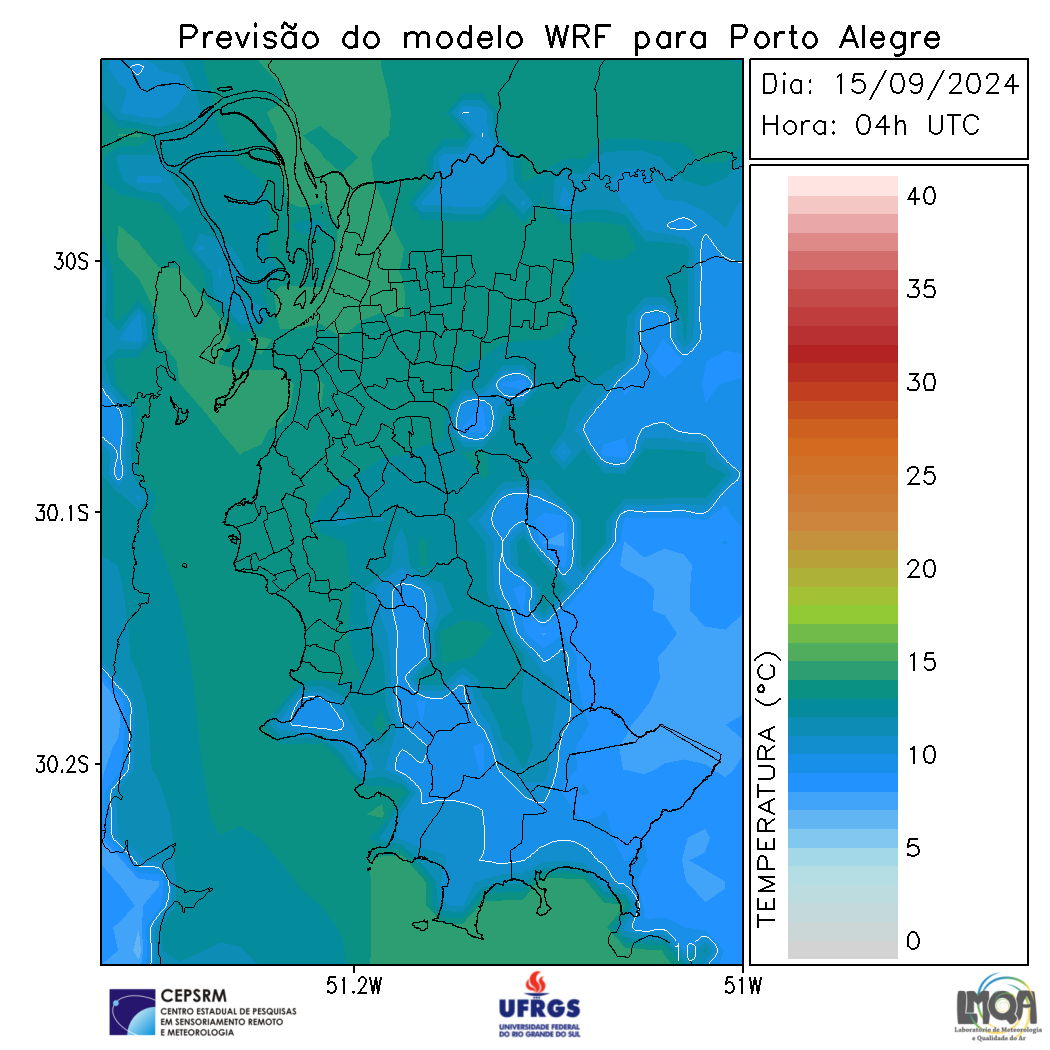 Previsão do modelo WRF para Porto Alegre
Dia: 15/09/2024
Hora: 04h UTC
40
35
30
25
20
15
10
5
0
TEMPERATURA (°C)
30S
30.1S
30.2S
10
51.2W
51W
CEPSRM
CENTRO ESTADUAL DE PESQUISAS
EM SENSORIAMENTO REMOTO
E METEOROLOGIA
UFRGS
UNIVERSIDADE FEDERAL
DO RIO GRANDE DO SUL
LMQA
Laboratório de Meteorologia
e Qualidade do Ar